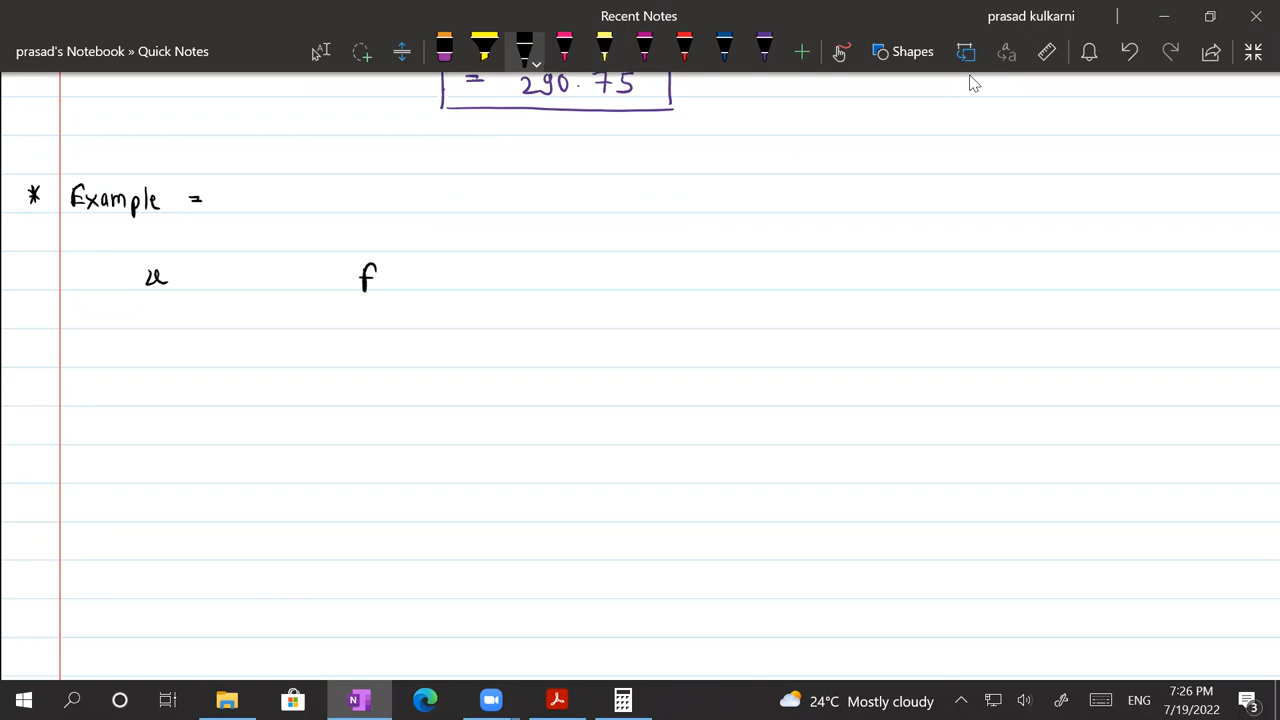 Recent Notes
prasad kulkarni
prasad's Notebook » Quick Notes
Shapes
= 290.75
* Example =
x f
24°C Mostly cloudy
ENG
7:26 PM
7/19/2022
3